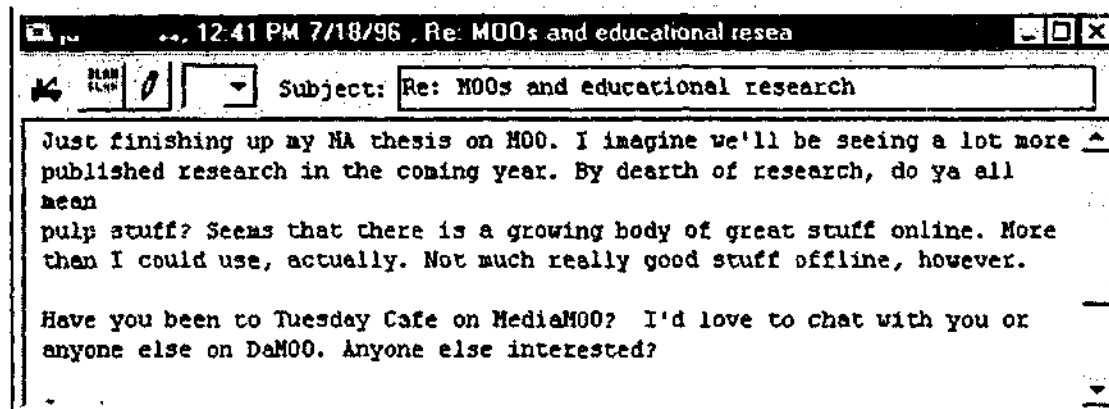 12:41 PM 7/18/96 , Re: MOOs and educational resea
Subject: Re: MOOs and educational research
Just finishing up my MA thesis on MOO. I imagine we'll be seeing a lot more
published research in the coming year. By dearth of research, do ya all
mean
pulp stuff? Seems that there is a growing body of great stuff online. More
than I could use, actually. Not much really good stuff offline, however.
Have you been to Tuesday Cafe on MediaMOO? I'd love to chat with you or
anyone else on DaMOO. Anyone else interested?